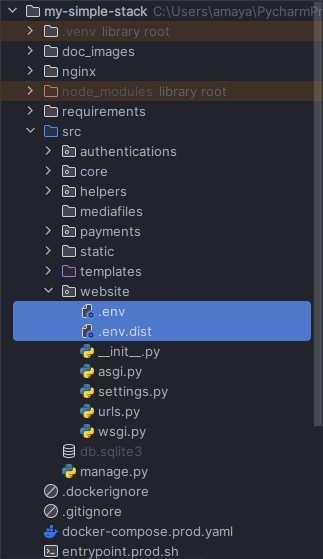 my-simple-stack C:\Users\amaya\PycharmPr
.venv library root
doc_images
nginx
node_modules library root
requirements
src
authentications
core
helpers
mediafiles
payments
static
templates
website
.env
.env.dist
__init__.py
asgi.py
settings.py
urls.py
wsgi.py
db.sqlite3
manage.py
.dockerignore
.gitignore
docker-compose.prod.yaml
entrypoint.prod.sh